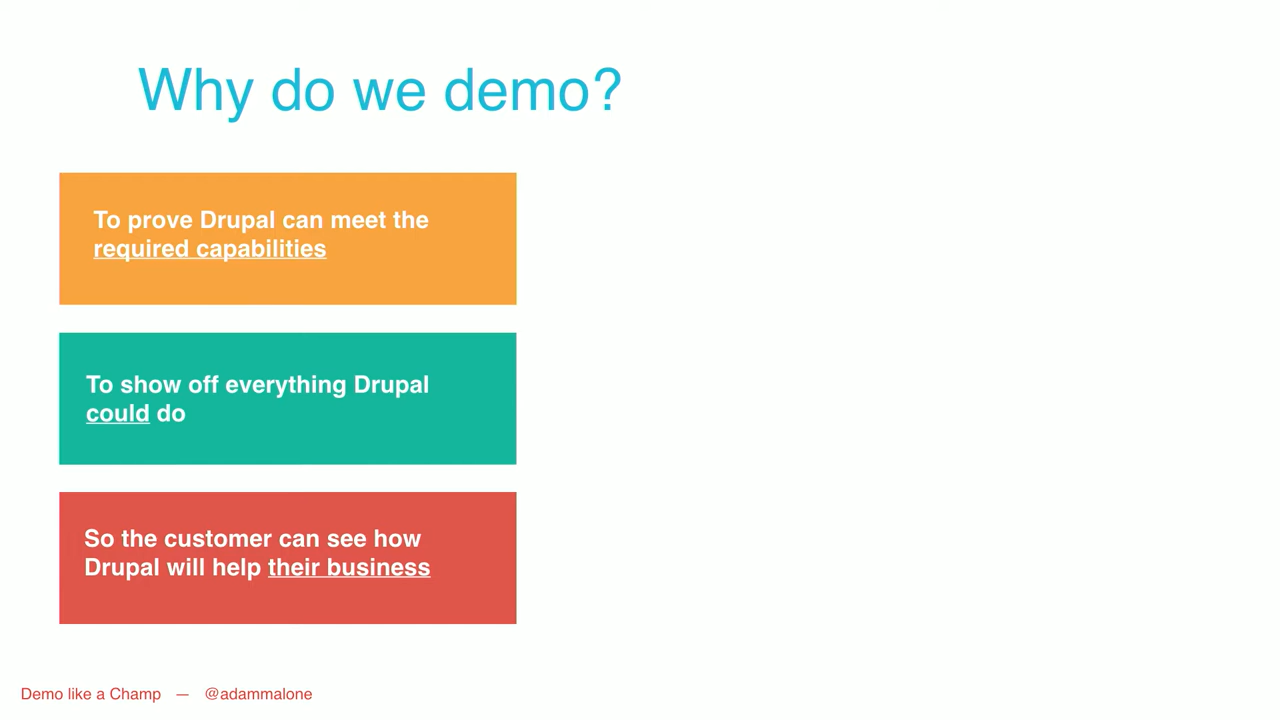 Why do we demo?
To prove Drupal can meet the
required capabilities
To show off everything Drupal
could do
So the customer can see how
Drupal will help their business
Demo like a Champ — @adammalone